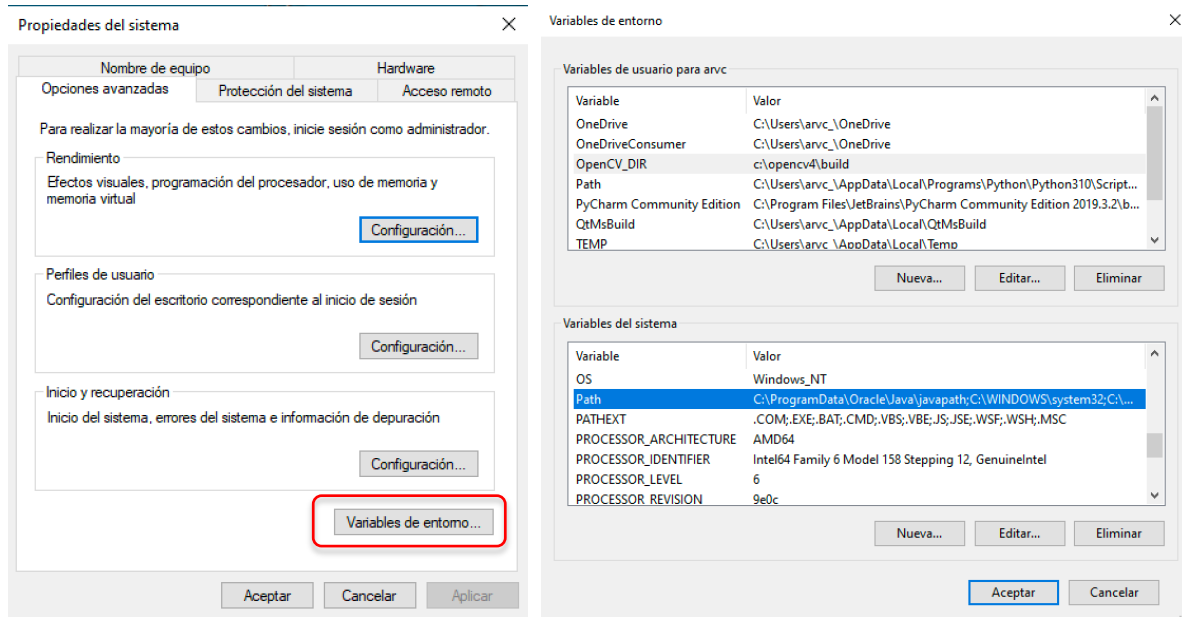 Propiedades del sistema
Nombre de equipo
Hardware
Opciones avanzadas
Protección del sistema
Acceso remoto
Para realizar la mayoría de estos cambios, inicie sesión como administrador.
Rendimiento
Efectos visuales, programación del procesador, uso de memoria y
memoria virtual
Configuración...
Perfiles de usuario
Configuración del escritorio correspondiente al inicio de sesión
Configuración...
Inicio y recuperación
Inicio del sistema, errores del sistema e información de depuración
Configuración...
Variables de entorno...
Aceptar
Cancelar
Aplicar
Variables de entorno
Variables de usuario para arvc
Variable Valor
OneDrive C:\Users\arvc_\OneDrive
OneDriveConsumer C:\Users\arvc_\OneDrive
OpenCV_DIR c:\opencv4\build
Path C:\Users\arvc_\AppData\Local\Programs\Python\Python310\Script...
PyCharm Community Edition C:\Program Files\JetBrains\PyCharm Community Edition 2019.3.2\b...
QtMsBuild C:\Users\arvc_\AppData\Local\QtMsBuild
TEMP C:\Users\arvc_\AppData\Local\Temp
Nueva...
Editar...
Eliminar
Variables del sistema
Variable Valor
OS Windows_NT
Path C:\ProgramData\Oracle\Java\javapath;C:\WINDOWS\system32;C:\...
PATHEXT .COM;.EXE;.BAT;.CMD;.VBS;.VBE;.JS;.JSE;.WSF;.WSH;.MSC
PROCESSOR_ARCHITECTURE AMD64
PROCESSOR_IDENTIFIER Intel64 Family 6 Model 158 Stepping 12, GenuineIntel
PROCESSOR_LEVEL 6
PROCESSOR_REVISION 9e0c
Nueva...
Editar...
Eliminar
Aceptar
Cancelar